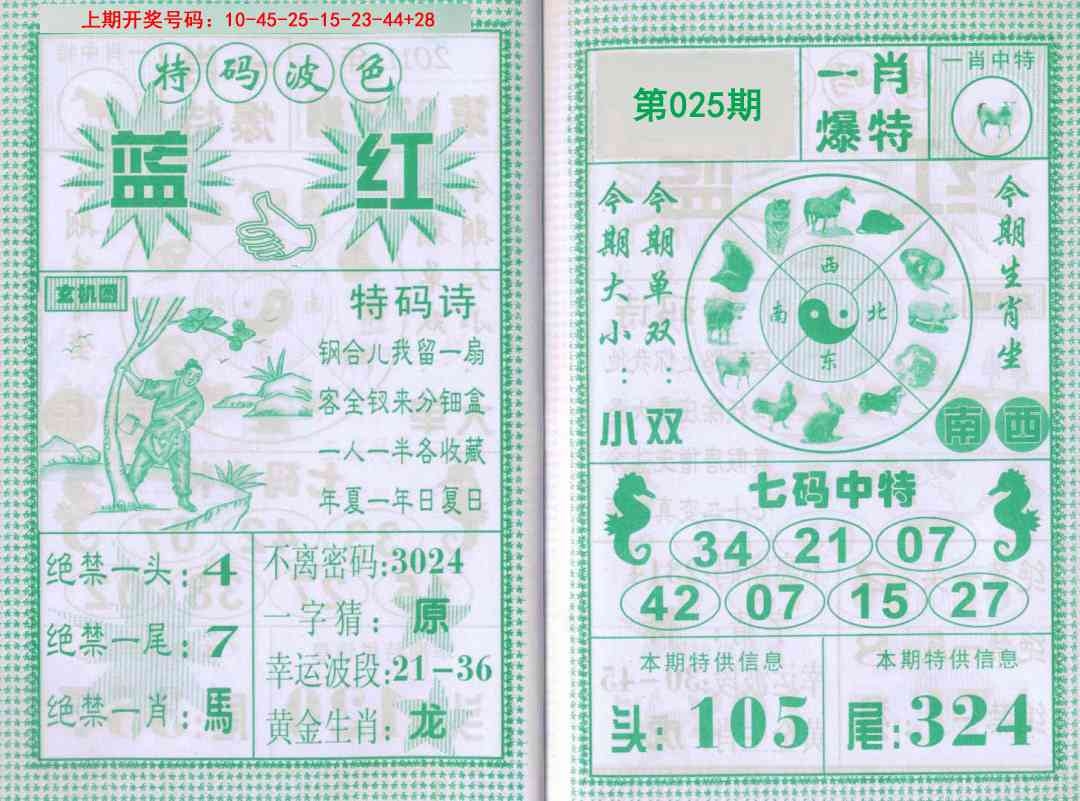 上期开奖号码：10-45-25-15-23-44+28
特码波色
蓝 红
玄机图
特码诗
钢合儿我留一扇
客全钗来分钿盒
一人一半各收藏
年夏一年日复日
绝禁一头：4
绝禁一尾：7
绝禁一肖：馬
不离密码:3024
一字猜：原
幸运波段:21-36
黄金生肖：龙
第025期
一肖
爆特
一肖中特
今期大小：小
今期单双：双
西
南 北
东
今期生肖坐
南 西
七码中特
34 21 07
42 07 15 27
本期特供信息
头:105
本期特供信息
尾:324